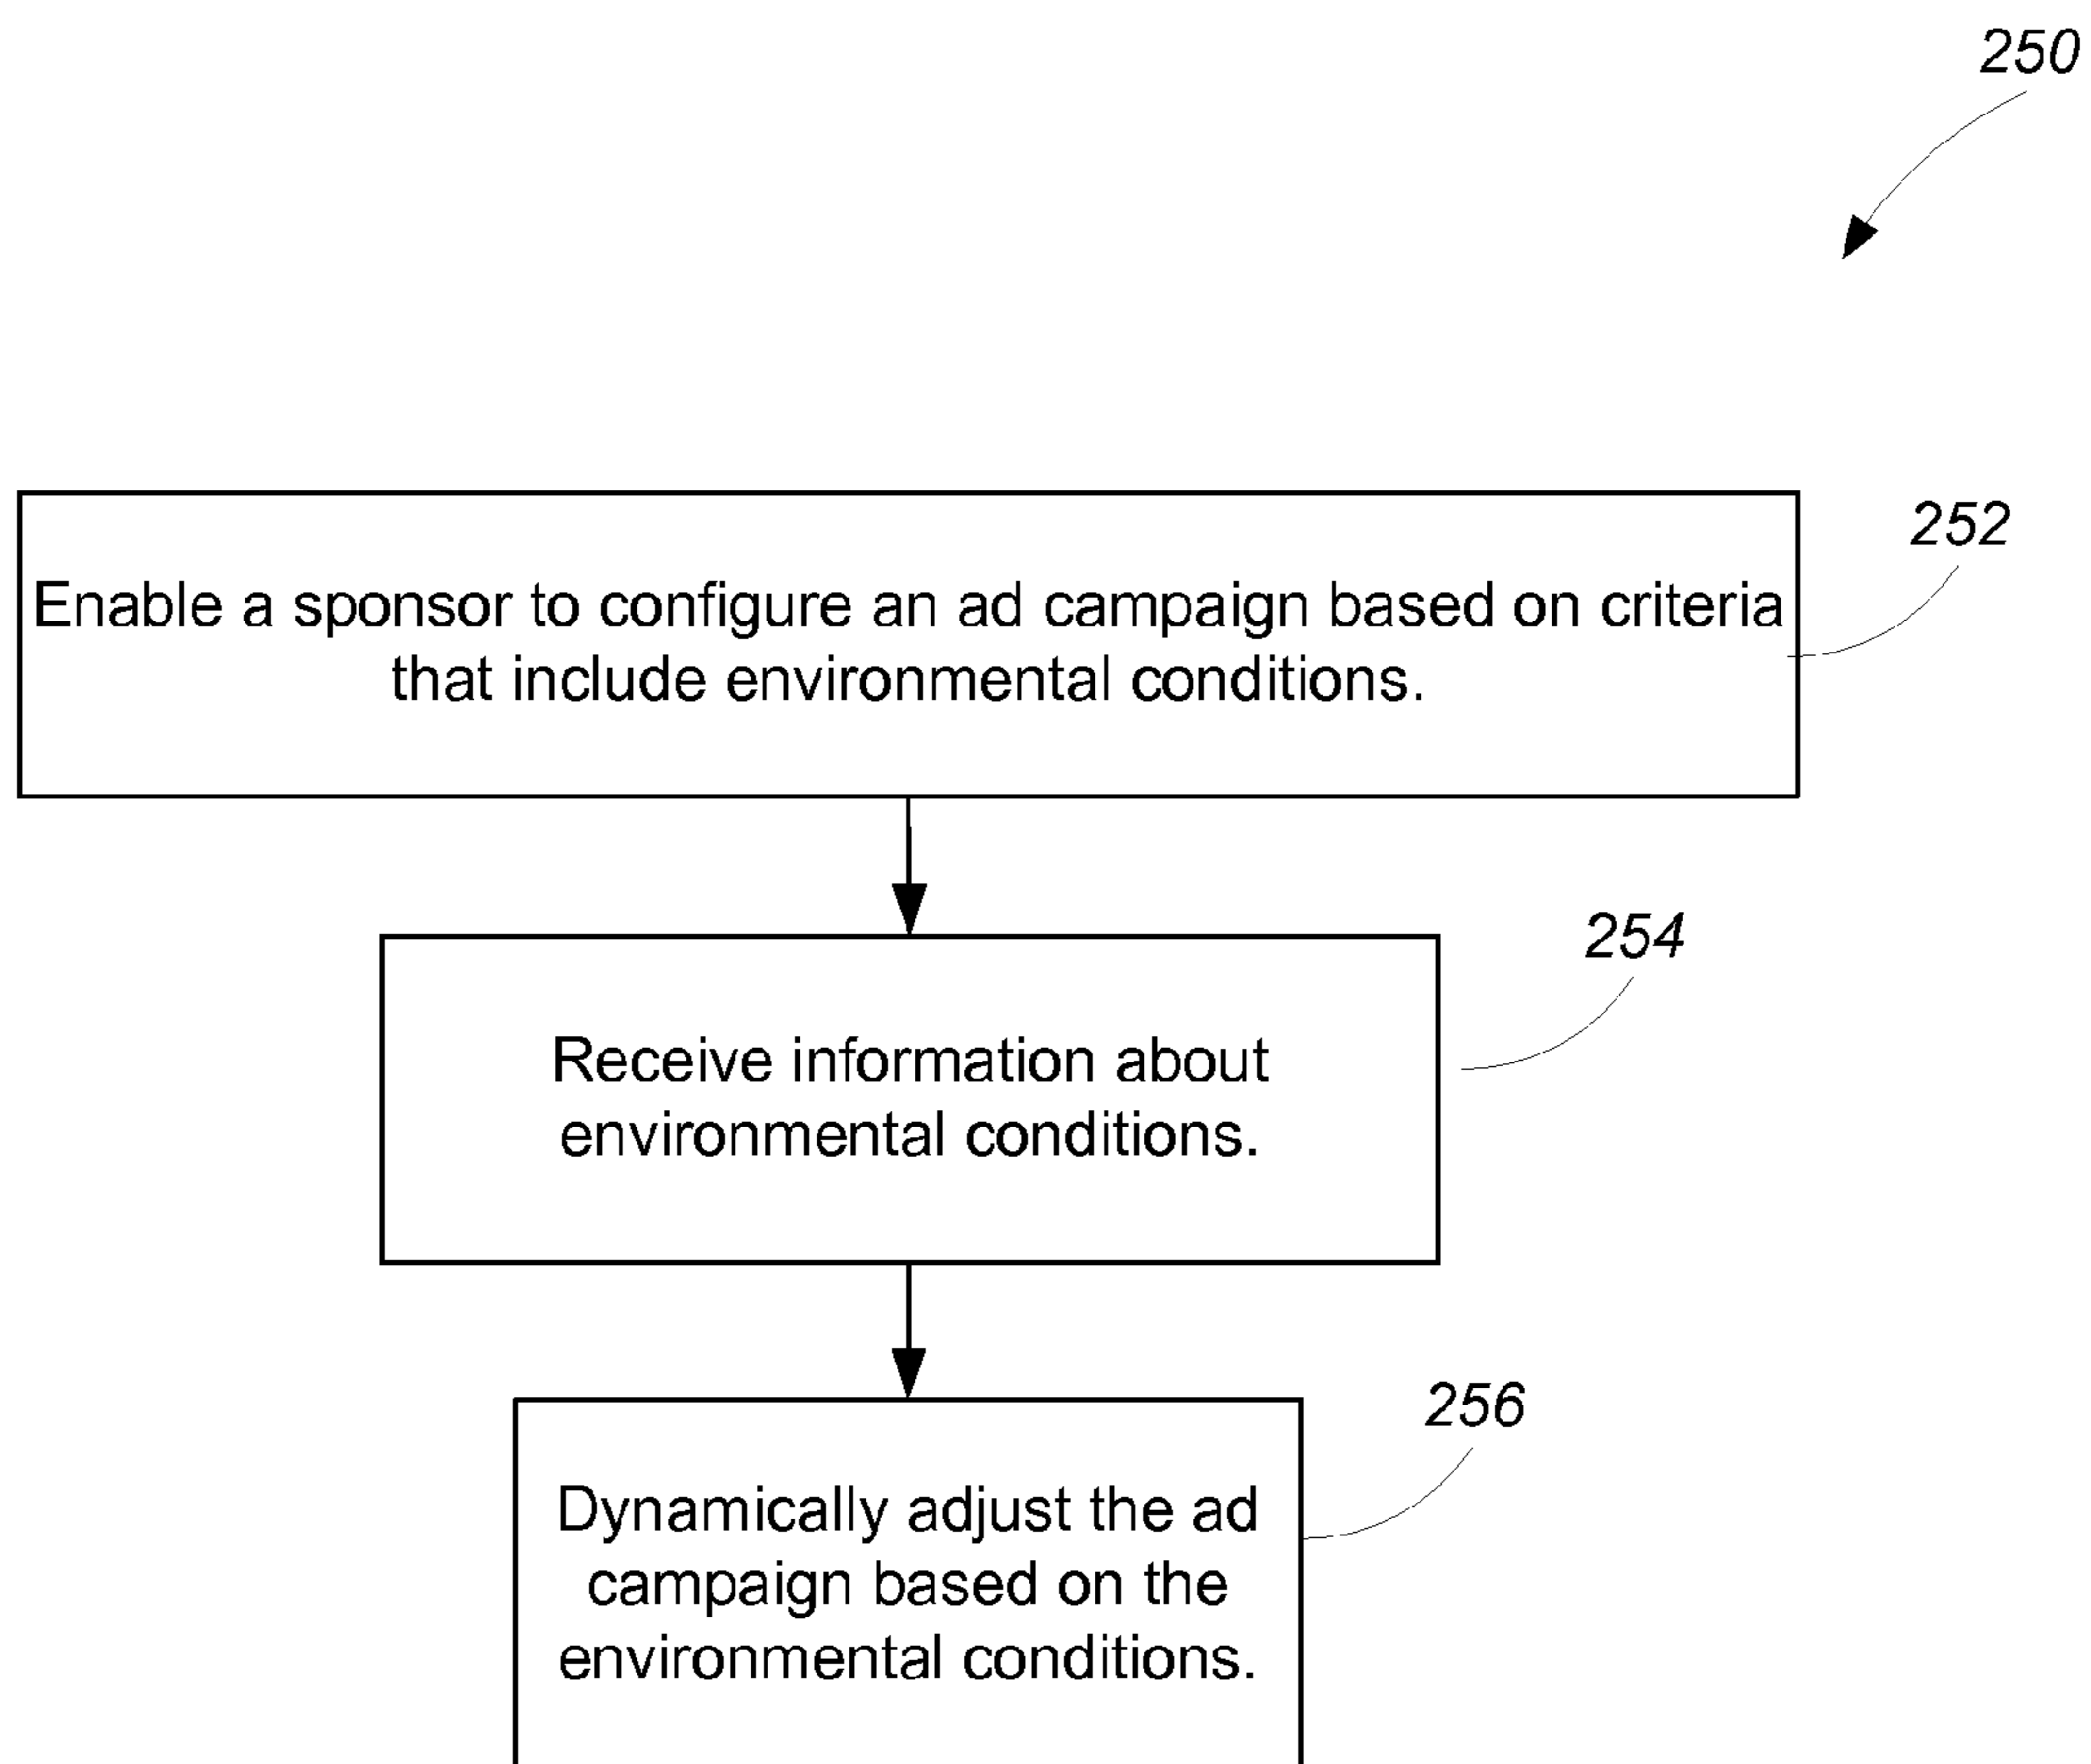 250
252
Enable a sponsor to configure an ad campaign based on criteria
that include environmental conditions.
254
Receive information about
environmental conditions.
256
Dynamically adjust the ad
campaign based on the
environmental conditions.